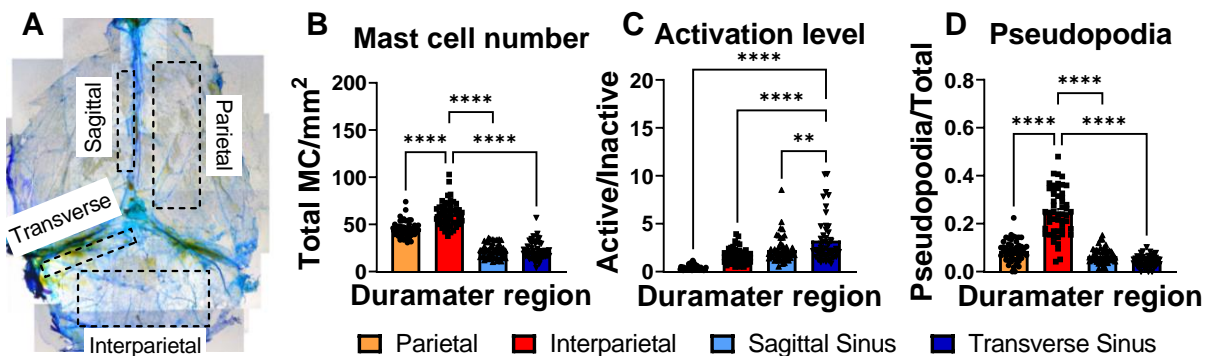 A
Sagittal
Parietal
Transverse
Interparietal
B
Mast cell number
Total MC/mm²
200
150
100
50
0
****
****
****
Duramater region
C
Activation level
Active/Inactive
20
15
10
5
0
****
****
**
Duramater region
D
Pseudopodia
Pseudopodia/Total
0.8
0.6
0.4
0.2
0.0
****
****
****
Duramater region
Parietal
Interparietal
Sagittal Sinus
Transverse Sinus